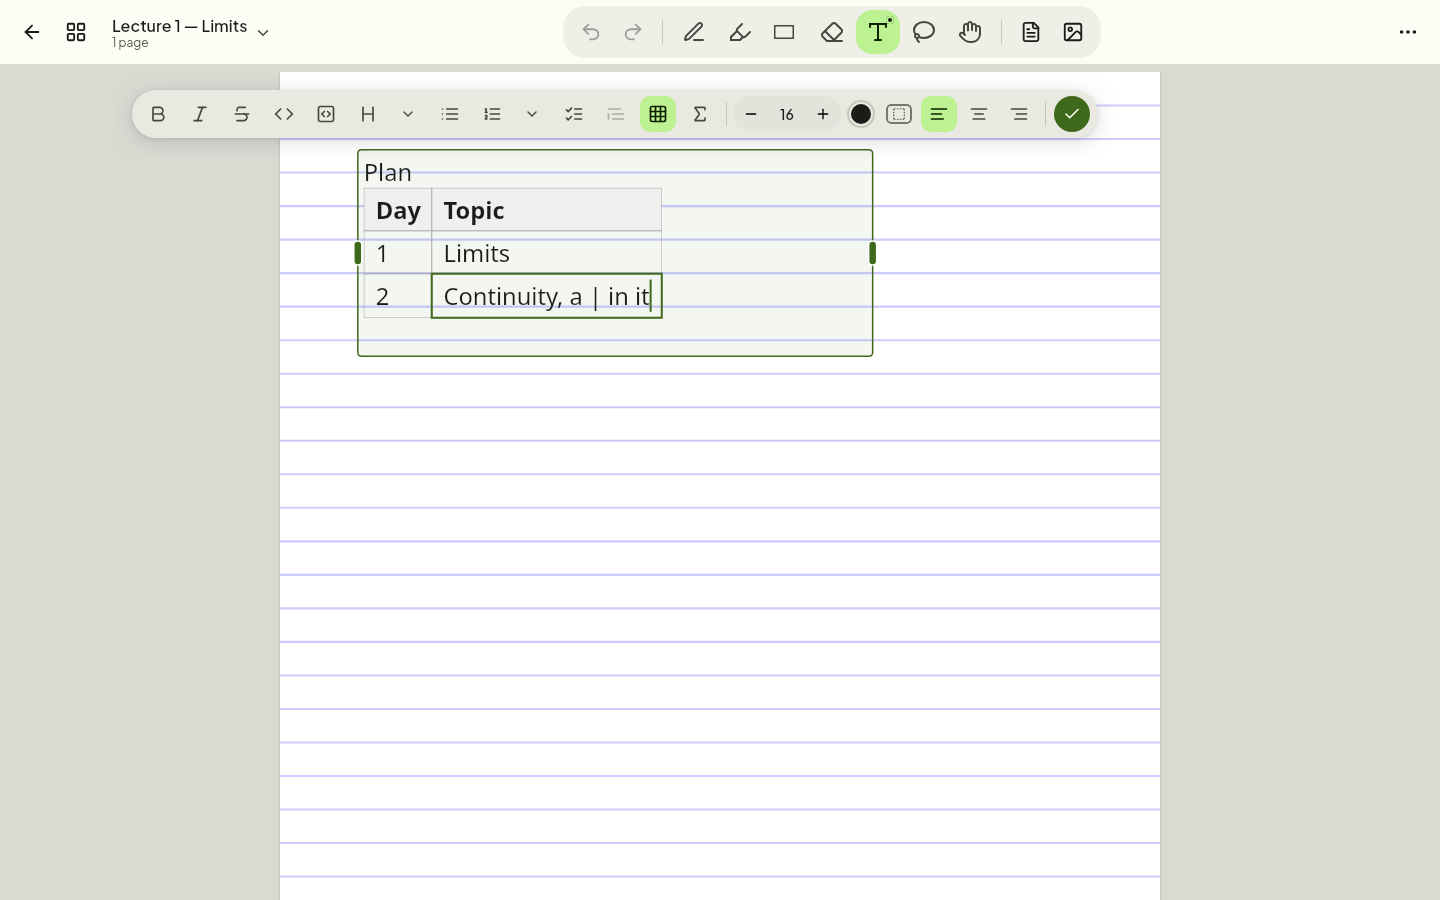 Lecture 1 — Limits
1 page
16
Plan
Day Topic
1 Limits
2 Continuity, a | in it